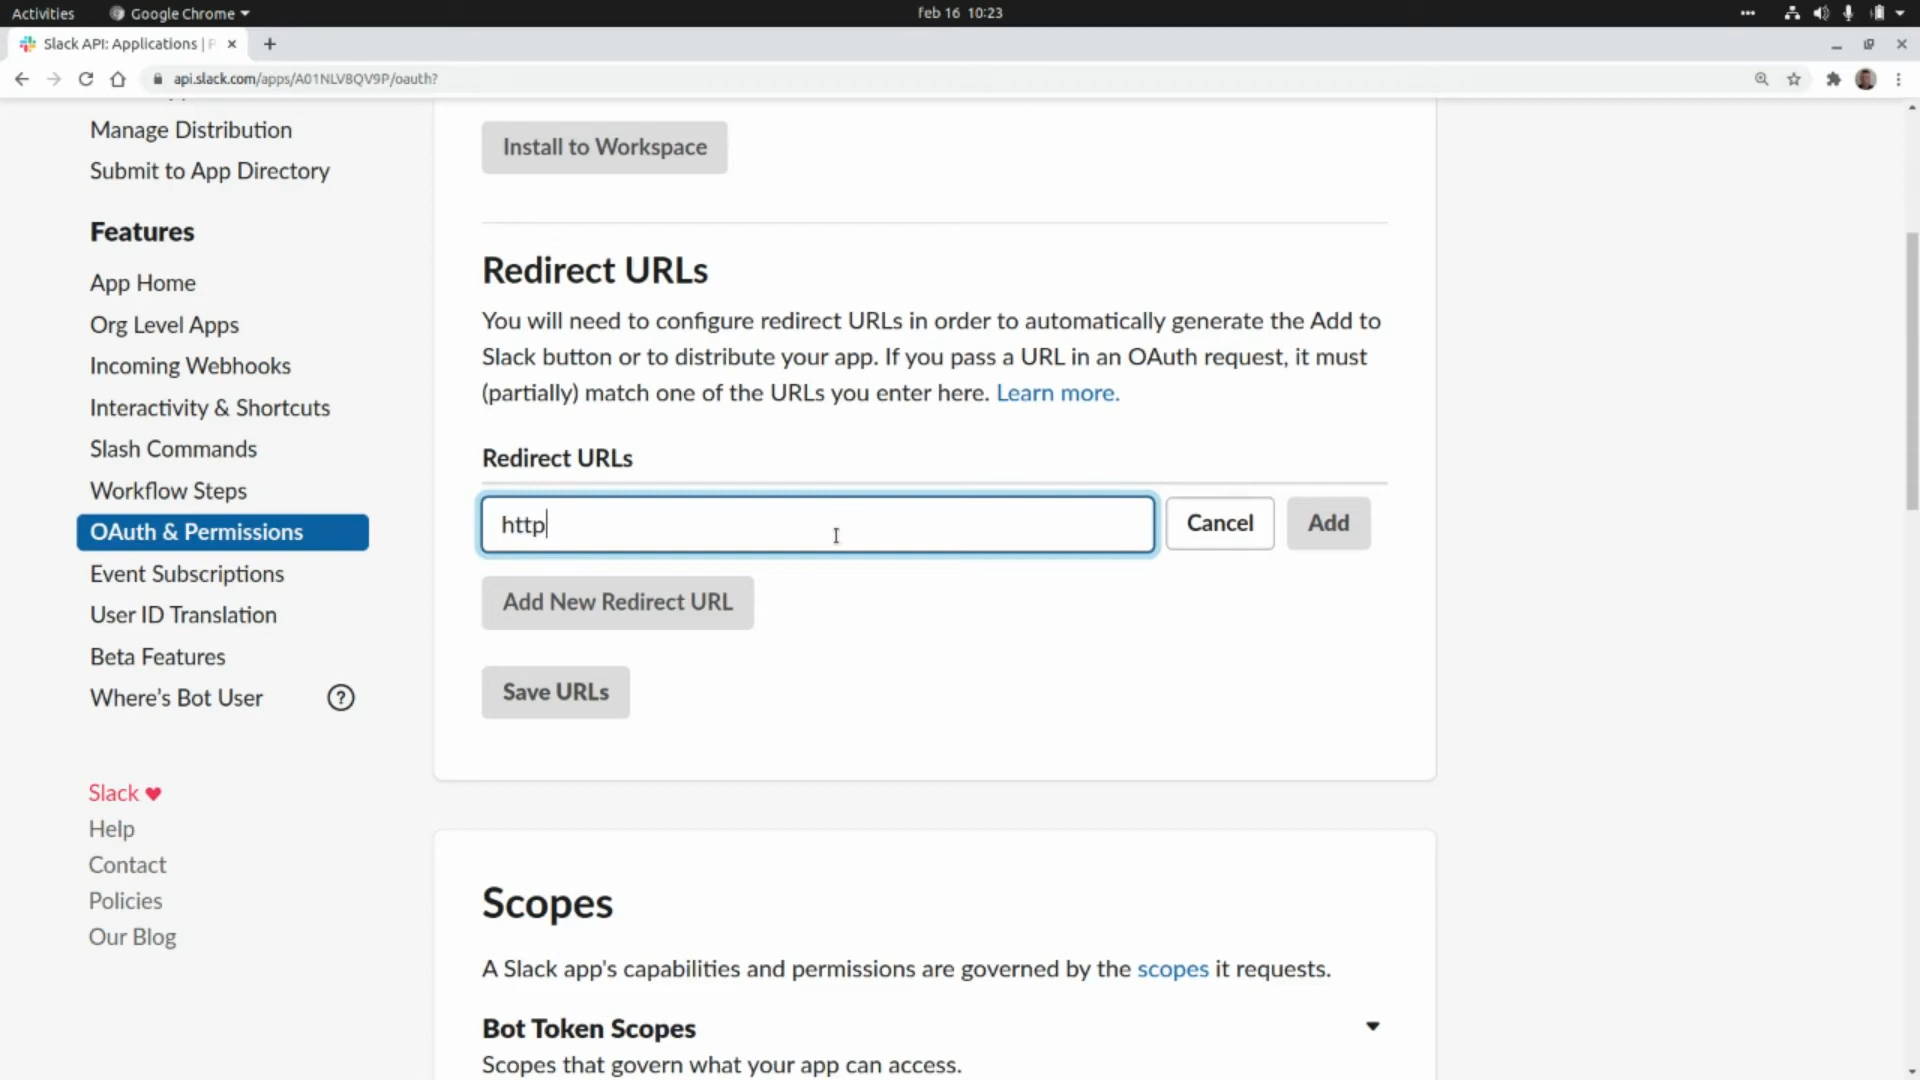 Activities
Google Chrome
feb 16 10:23
Slack API: Applications | P
api.slack.com/apps/A01NLV8QV9P/oauth?
Manage Distribution
Submit to App Directory
Features
App Home
Org Level Apps
Incoming Webhooks
Interactivity & Shortcuts
Slash Commands
Workflow Steps
OAuth & Permissions
Event Subscriptions
User ID Translation
Beta Features
Where's Bot User
?
Slack
Help
Contact
Policies
Our Blog
Install to Workspace
Redirect URLs
You will need to configure redirect URLs in order to automatically generate the Add to
Slack button or to distribute your app. If you pass a URL in an OAuth request, it must
(partially) match one of the URLs you enter here. Learn more.
Redirect URLs
http
Cancel
Add
Add New Redirect URL
Save URLs
Scopes
A Slack app's capabilities and permissions are governed by the scopes it requests.
Bot Token Scopes
Scopes that govern what your app can access.